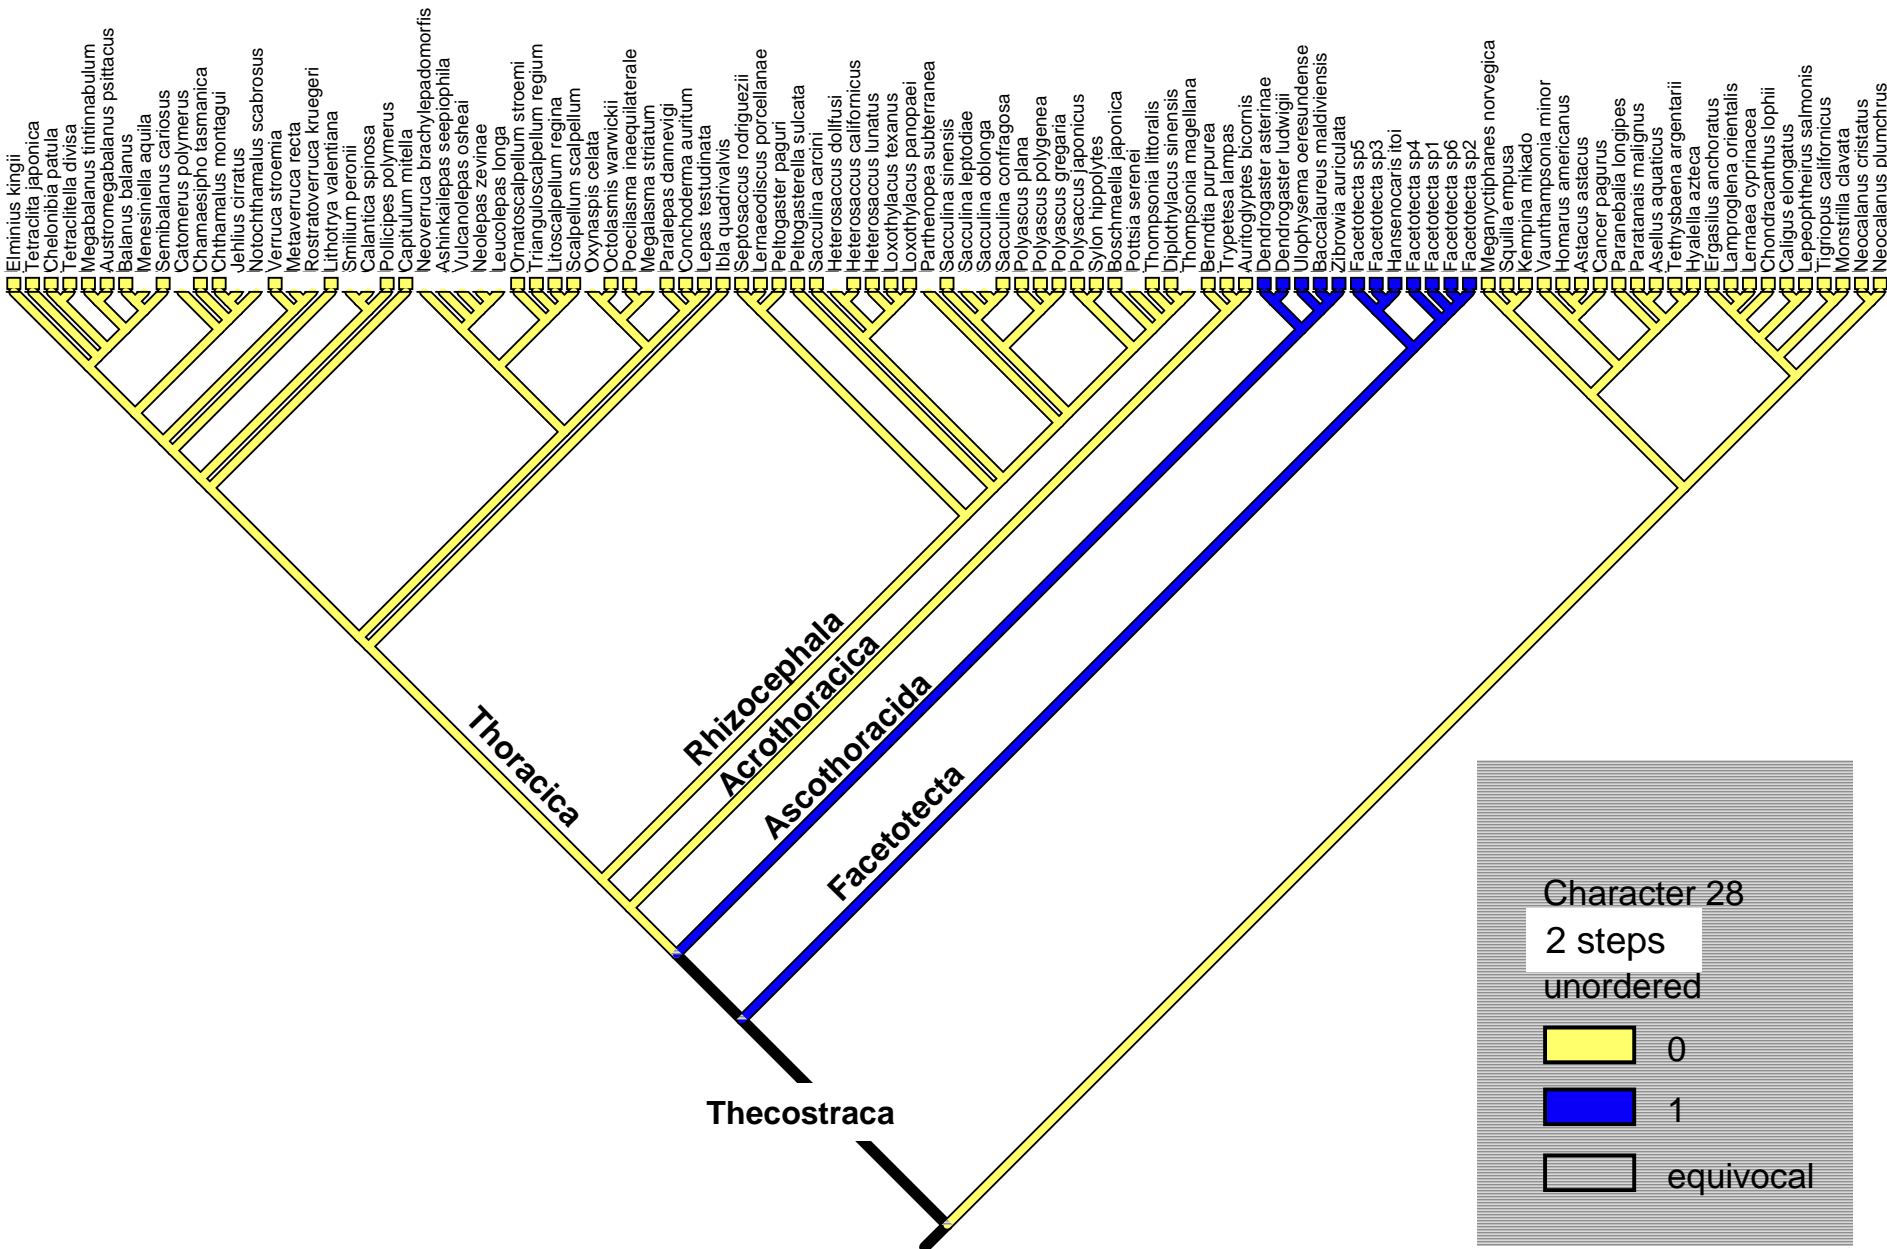 Elminius kingii
Tetraclita japonica
Chelonibia patula
Tetraclitella divisa
Megabalanus tintinnabulum
Austromegabalanus psittacus
Balanus balanus
Menesiniella aquila
Semibalanus cariosus
Catomerus polymerus
Chamaesipho tasmanica
Chthamalus montagui
Jehlius cirratus
Notochthamalus scabrosus
Verruca stroemia
Metaverruca recta
Rostratoverruca kruegeri
Lithotrya valentiana
Smilium peronii
Calantica spinosa
Pollicipes polymerus
Capitulum mitella
Neoverruca brachylepadomorfis
Ashinkailepas seepiophila
Vulcanolepas osheai
Neolepas zevinae
Leucolepas longa
Ornatoscalpellum stroemi
Trianguloscalpellum regium
Litoscalpellum regina
Scalpellum scalpellum
Oxynaspis celata
Octolasmis warwickii
Poecilasma inaequilaterale
Megalasma striatum
Paralepas dannevigi
Conchoderma auritum
Lepas testudinata
Ibla quadrivalvis
Septosaccus rodriguezii
Lernaeodiscus porcellanae
Peltogaster paguri
Peltogasterella sulcata
Sacculina carcini
Heterosaccus dollfusi
Heterosaccus californicus
Heterosaccus lunatus
Loxothylacus texanus
Loxothylacus panopaei
Parthenopea subterranea
Sacculina sinensis
Sacculina leptodiae
Sacculina oblonga
Sacculina confragosa
Polyascus plana
Polyascus polygenea
Polyascus gregaria
Polysaccus japonicus
Sylon hippolytes
Boschmaella japonica
Pottsia serenei
Thompsonia littoralis
Diplothylacus sinensis
Thompsonia magellana
Berndtia purpurea
Trypetesa lampas
Auritoglyptes bicornis
Dendrogaster asterinae
Dendrogaster ludwigii
Ulophysema oeresundense
Baccalaureus maldiviensis
Zibrowia auriculata
Facetotecta sp5
Facetotecta sp3
Hansenocaris itoi
Facetotecta sp4
Facetotecta sp1
Facetotecta sp6
Facetotecta sp2
Meganyctiphanes norvegica
Squilla empusa
Kempina mikado
Vaunthampsonia minor
Homarus americanus
Astacus astacus
Cancer pagurus
Paranebalia longipes
Paratanais malignus
Asellus aquaticus
Tethysbaena argentarii
Hyalella azteca
Ergasilus anchoratus
Lamproglena orientalis
Lernaea cyprinacea
Chondracanthus lophii
Caligus elongatus
Lepeophtheirus salmonis
Tigriopus californicus
Monstrilla clavata
Neocalanus cristatus
Neocalanus plumchrus
Thoracica
Rhizocephala
Acrothoracica
Ascothoracida
Facetotecta
Thecostraca
Character 28
2 steps
unordered
0
1
equivocal